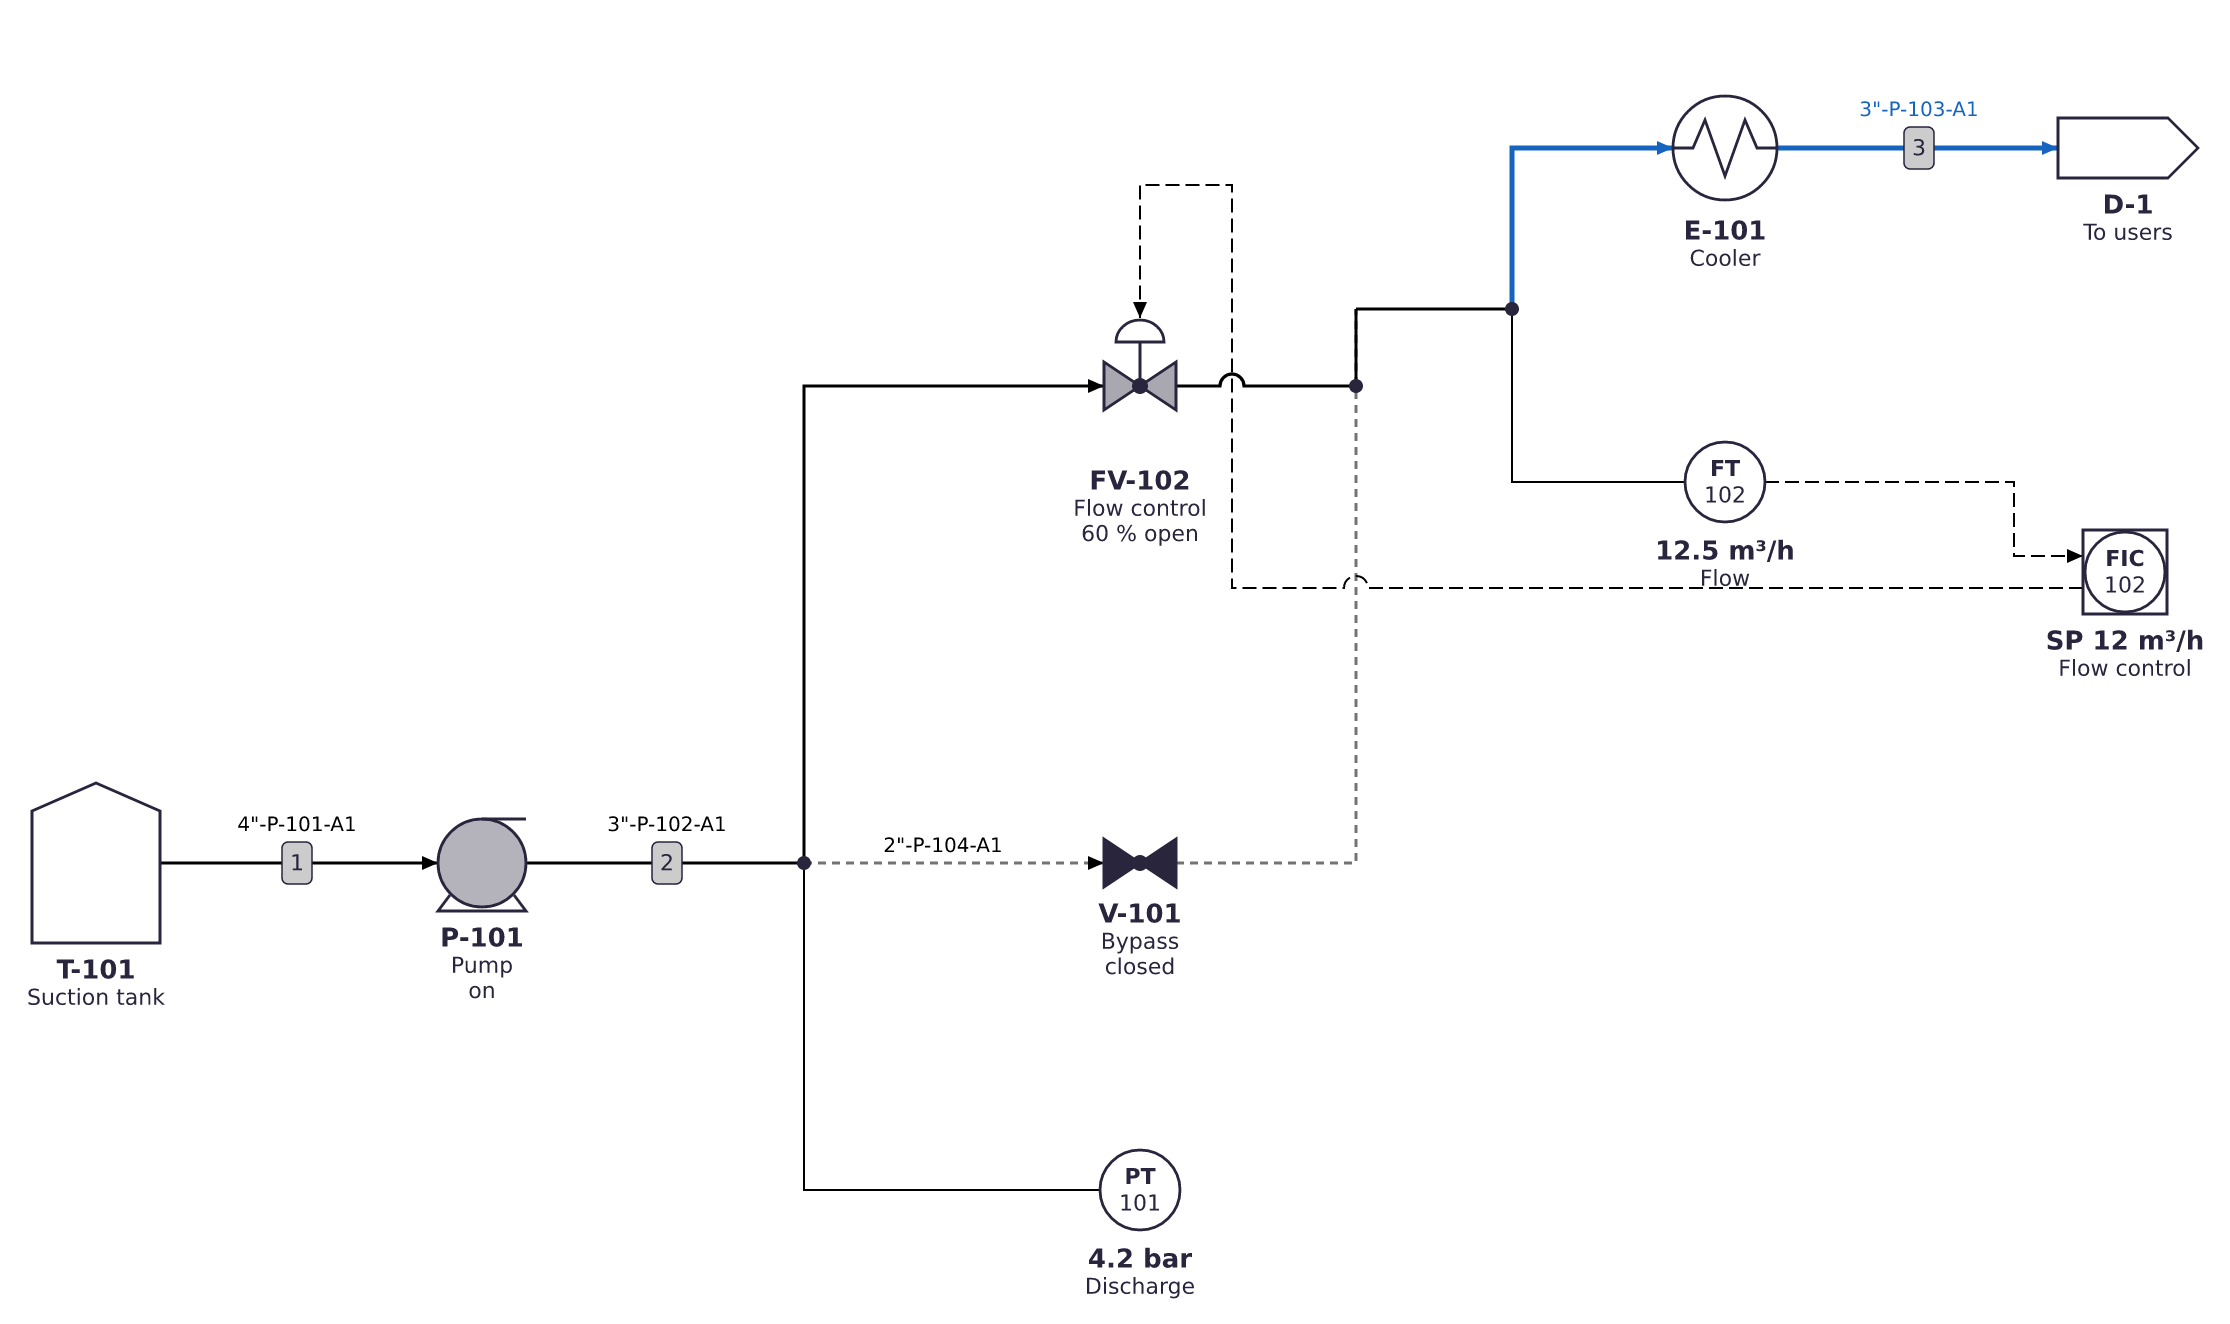 3"-P-103-A1
3
D-1
To users
E-101
Cooler
FV-102
Flow control
60 % open
FT
102
12.5 m³/h
Flow
FIC
102
SP 12 m³/h
Flow control
4"-P-101-A1
1
3"-P-102-A1
2
2"-P-104-A1
T-101
Suction tank
P-101
Pump
on
V-101
Bypass
closed
PT
101
4.2 bar
Discharge